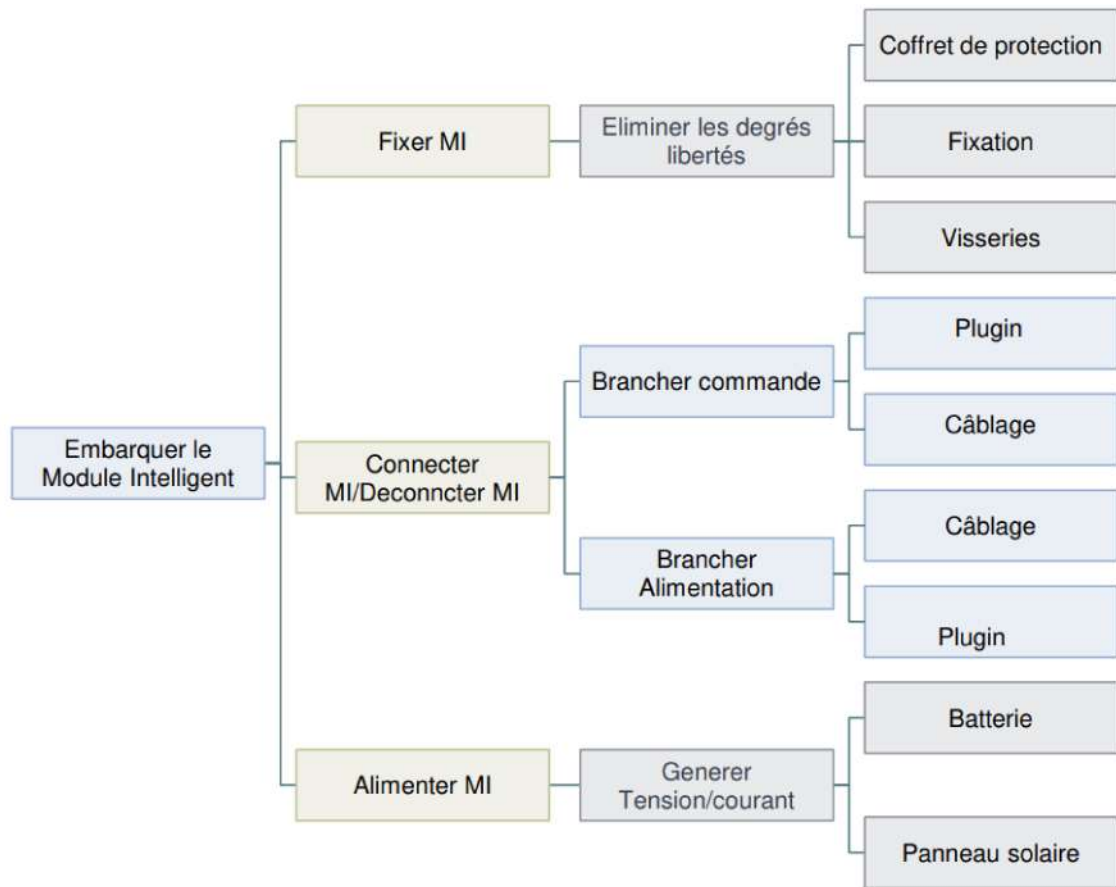 Coffret de protection
Fixer MI
Eliminer les degrés
libertés
Fixation
Visseries
Plugin
Brancher commande
Câblage
Embarquer le
Module Intelligent
Connecter
MI/Deconncter MI
Câblage
Brancher
Alimentation
Plugin
Batterie
Alimenter MI
Generer
Tension/courant
Panneau solaire